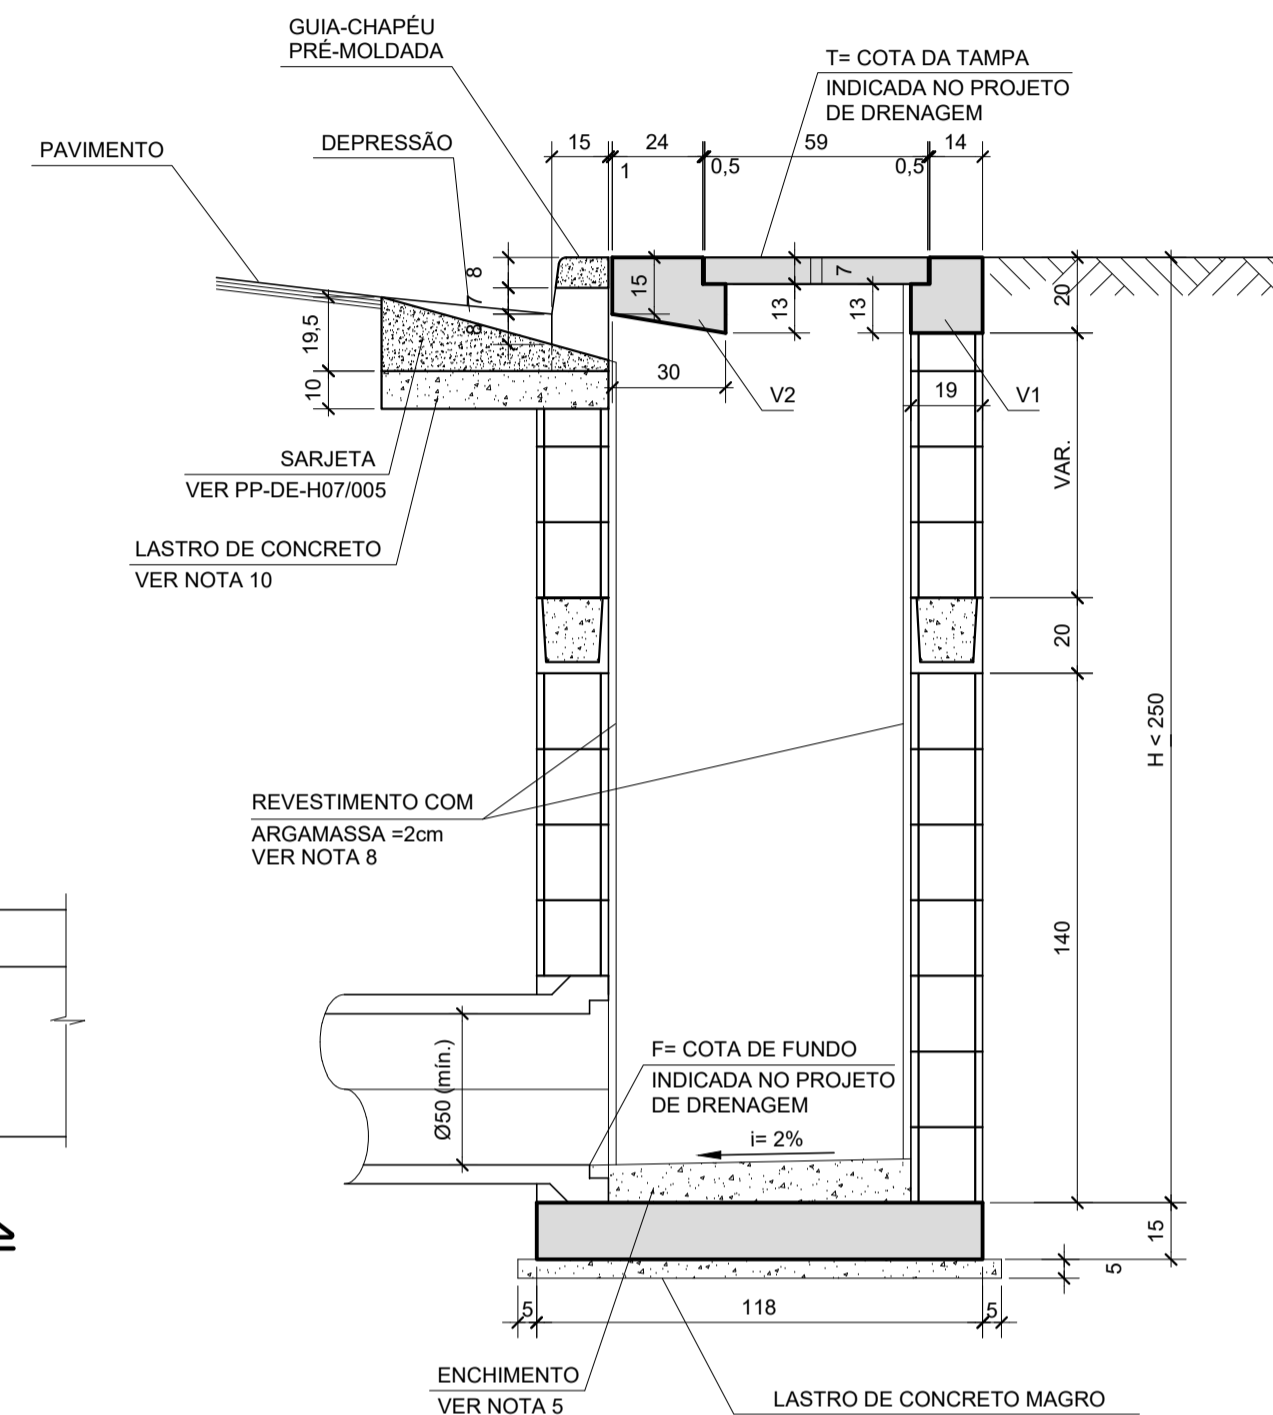 GUIA-CHAPÉU
PRÉ-MOLDADA
T= COTA DA TAMPA
INDICADA NO PROJETO
DE DRENAGEM
PAVIMENTO
DEPRESSÃO
15
24
59
14
1
0,5
0,5
8
7
8
15
13
7
13
20
19,5
10
30
V2
19
V1
SARJETA
VER PP-DE-H07/005
VAR.
LASTRO DE CONCRETO
VER NOTA 10
20
H < 250
REVESTIMENTO COM
ARGAMASSA =2cm
VER NOTA 8
140
Ø50 (mín.)
F= COTA DE FUNDO
INDICADA NO PROJETO
DE DRENAGEM
i= 2%
15
5
5
118
5
ENCHIMENTO
VER NOTA 5
LASTRO DE CONCRETO MAGRO